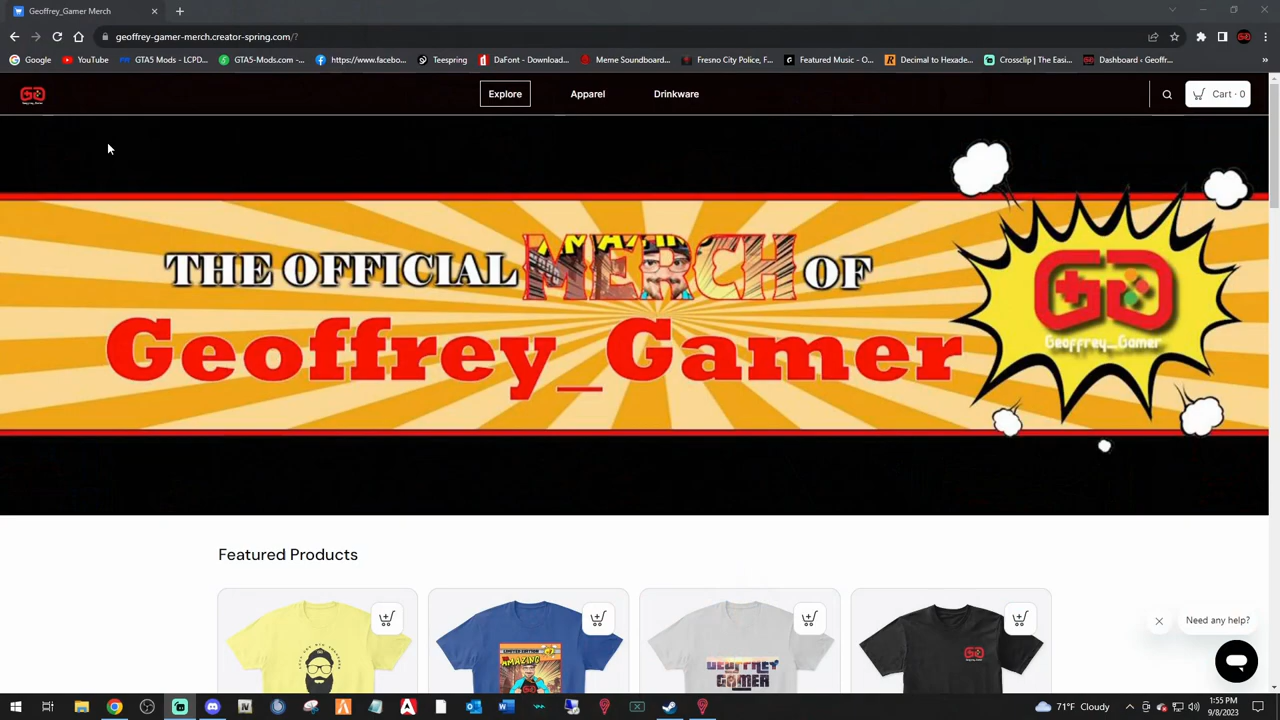 Geoffrey_Gamer Merch
geoffrey-gamer-merch.creator-spring.com/?
Google
YouTube
GTA5 Mods - LCPD...
GTA5-Mods.com -...
https://www.facebo...
Teespring
DaFont - Download...
Meme Soundboard...
Fresno City Police, F...
Featured Music - O...
Decimal to Hexade...
Crossclip | The Easi...
Dashboard ‹ Geoffr...
»
Explore
Apparel
Drinkware
Cart · 0
THE OFFICIAL MERCH OF
Geoffrey_Gamer
Geoffrey_Gamer
Featured Products
LIMITED EDITION
AMAZING
GEOFFREY
GAMER
Need any help?
71°F Cloudy
1:55 PM
9/8/2023